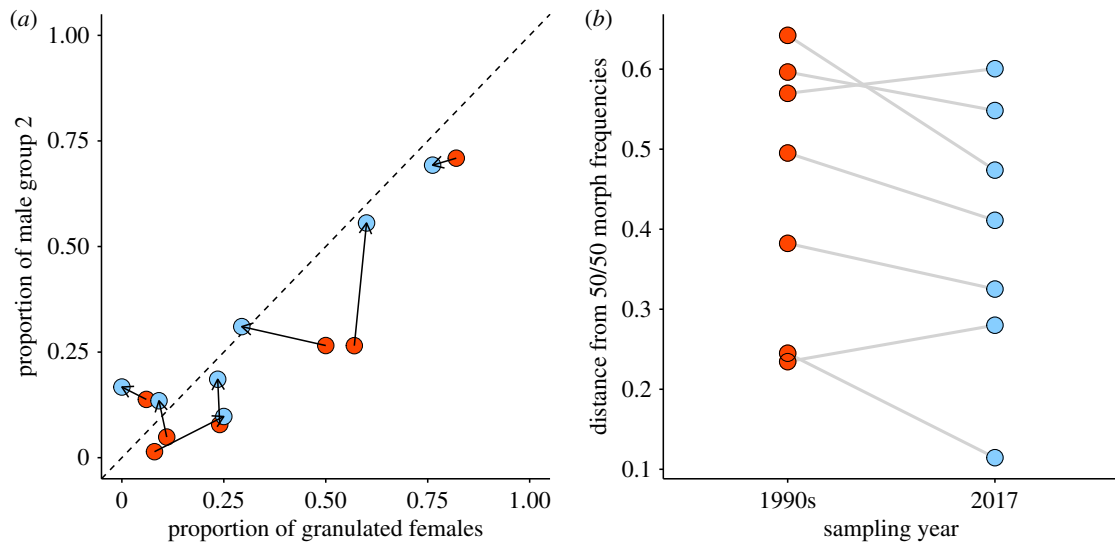 (a)
proportion of male group 2
1.00
0.75
0.50
0.25
0
0 0.25 0.50 0.75 1.00
proportion of granulated females
(b)
distance from 50/50 morph frequencies
0.6
0.5
0.4
0.3
0.2
0.1
1990s 2017
sampling year